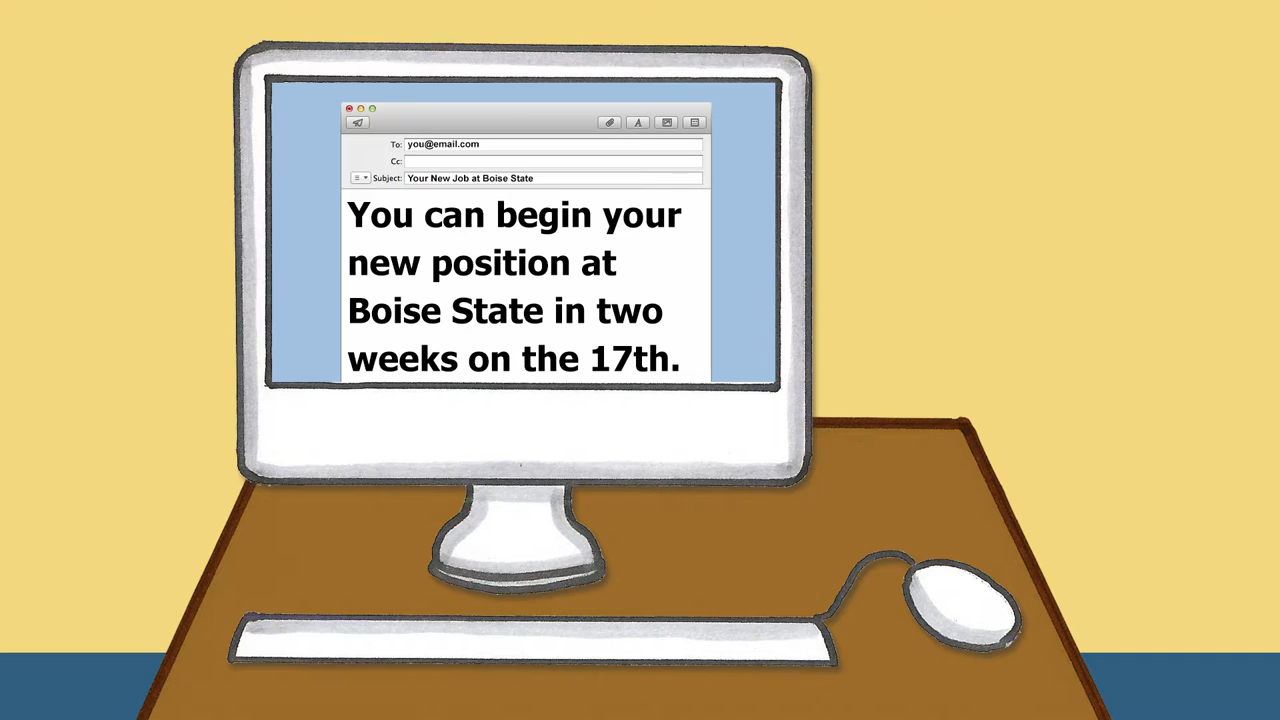 To: you@email.com
Cc:
Subject: Your New Job at Boise State
You can begin your
new position at
Boise State in two
weeks on the 17th.